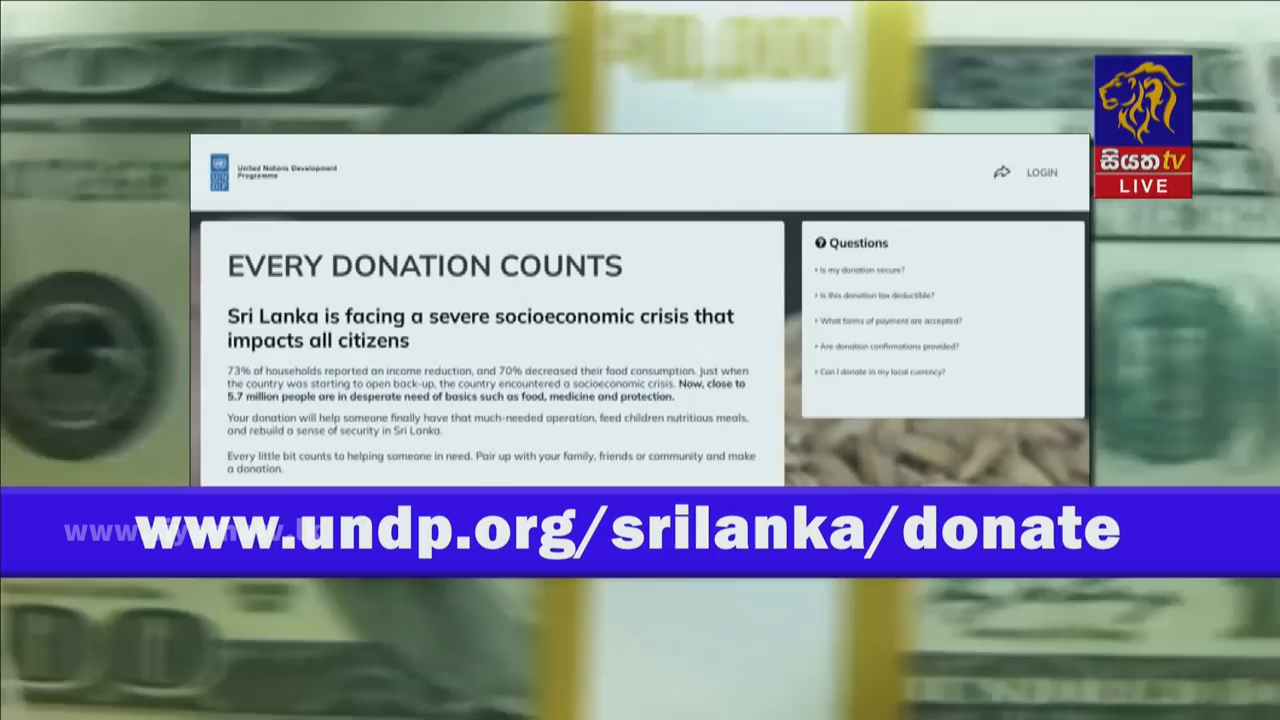 $10,000
සියත tv
LIVE
United Nations Development
Programme
LOGIN
EVERY DONATION COUNTS
Sri Lanka is facing a severe socioeconomic crisis that
impacts all citizens
73% of households reported an income reduction, and 70% decreased their food consumption. Just when
the country was starting to open back-up, the country encountered a socioeconomic crisis. Now, close to
5.7 million people are in desperate need of basics such as food, medicine and protection.
Your donation will help someone finally have that much-needed operation, feed children nutritious meals,
and rebuild a sense of security in Sri Lanka.
Every little bit counts to helping someone in need. Pair up with your family, friends or community and make
a donation.
Questions
Is my donation secure?
Is this donation tax deductible?
What forms of payment are accepted?
Are donation confirmations provided?
Can I donate in my local currency?
www.undp.org/srilanka/donate